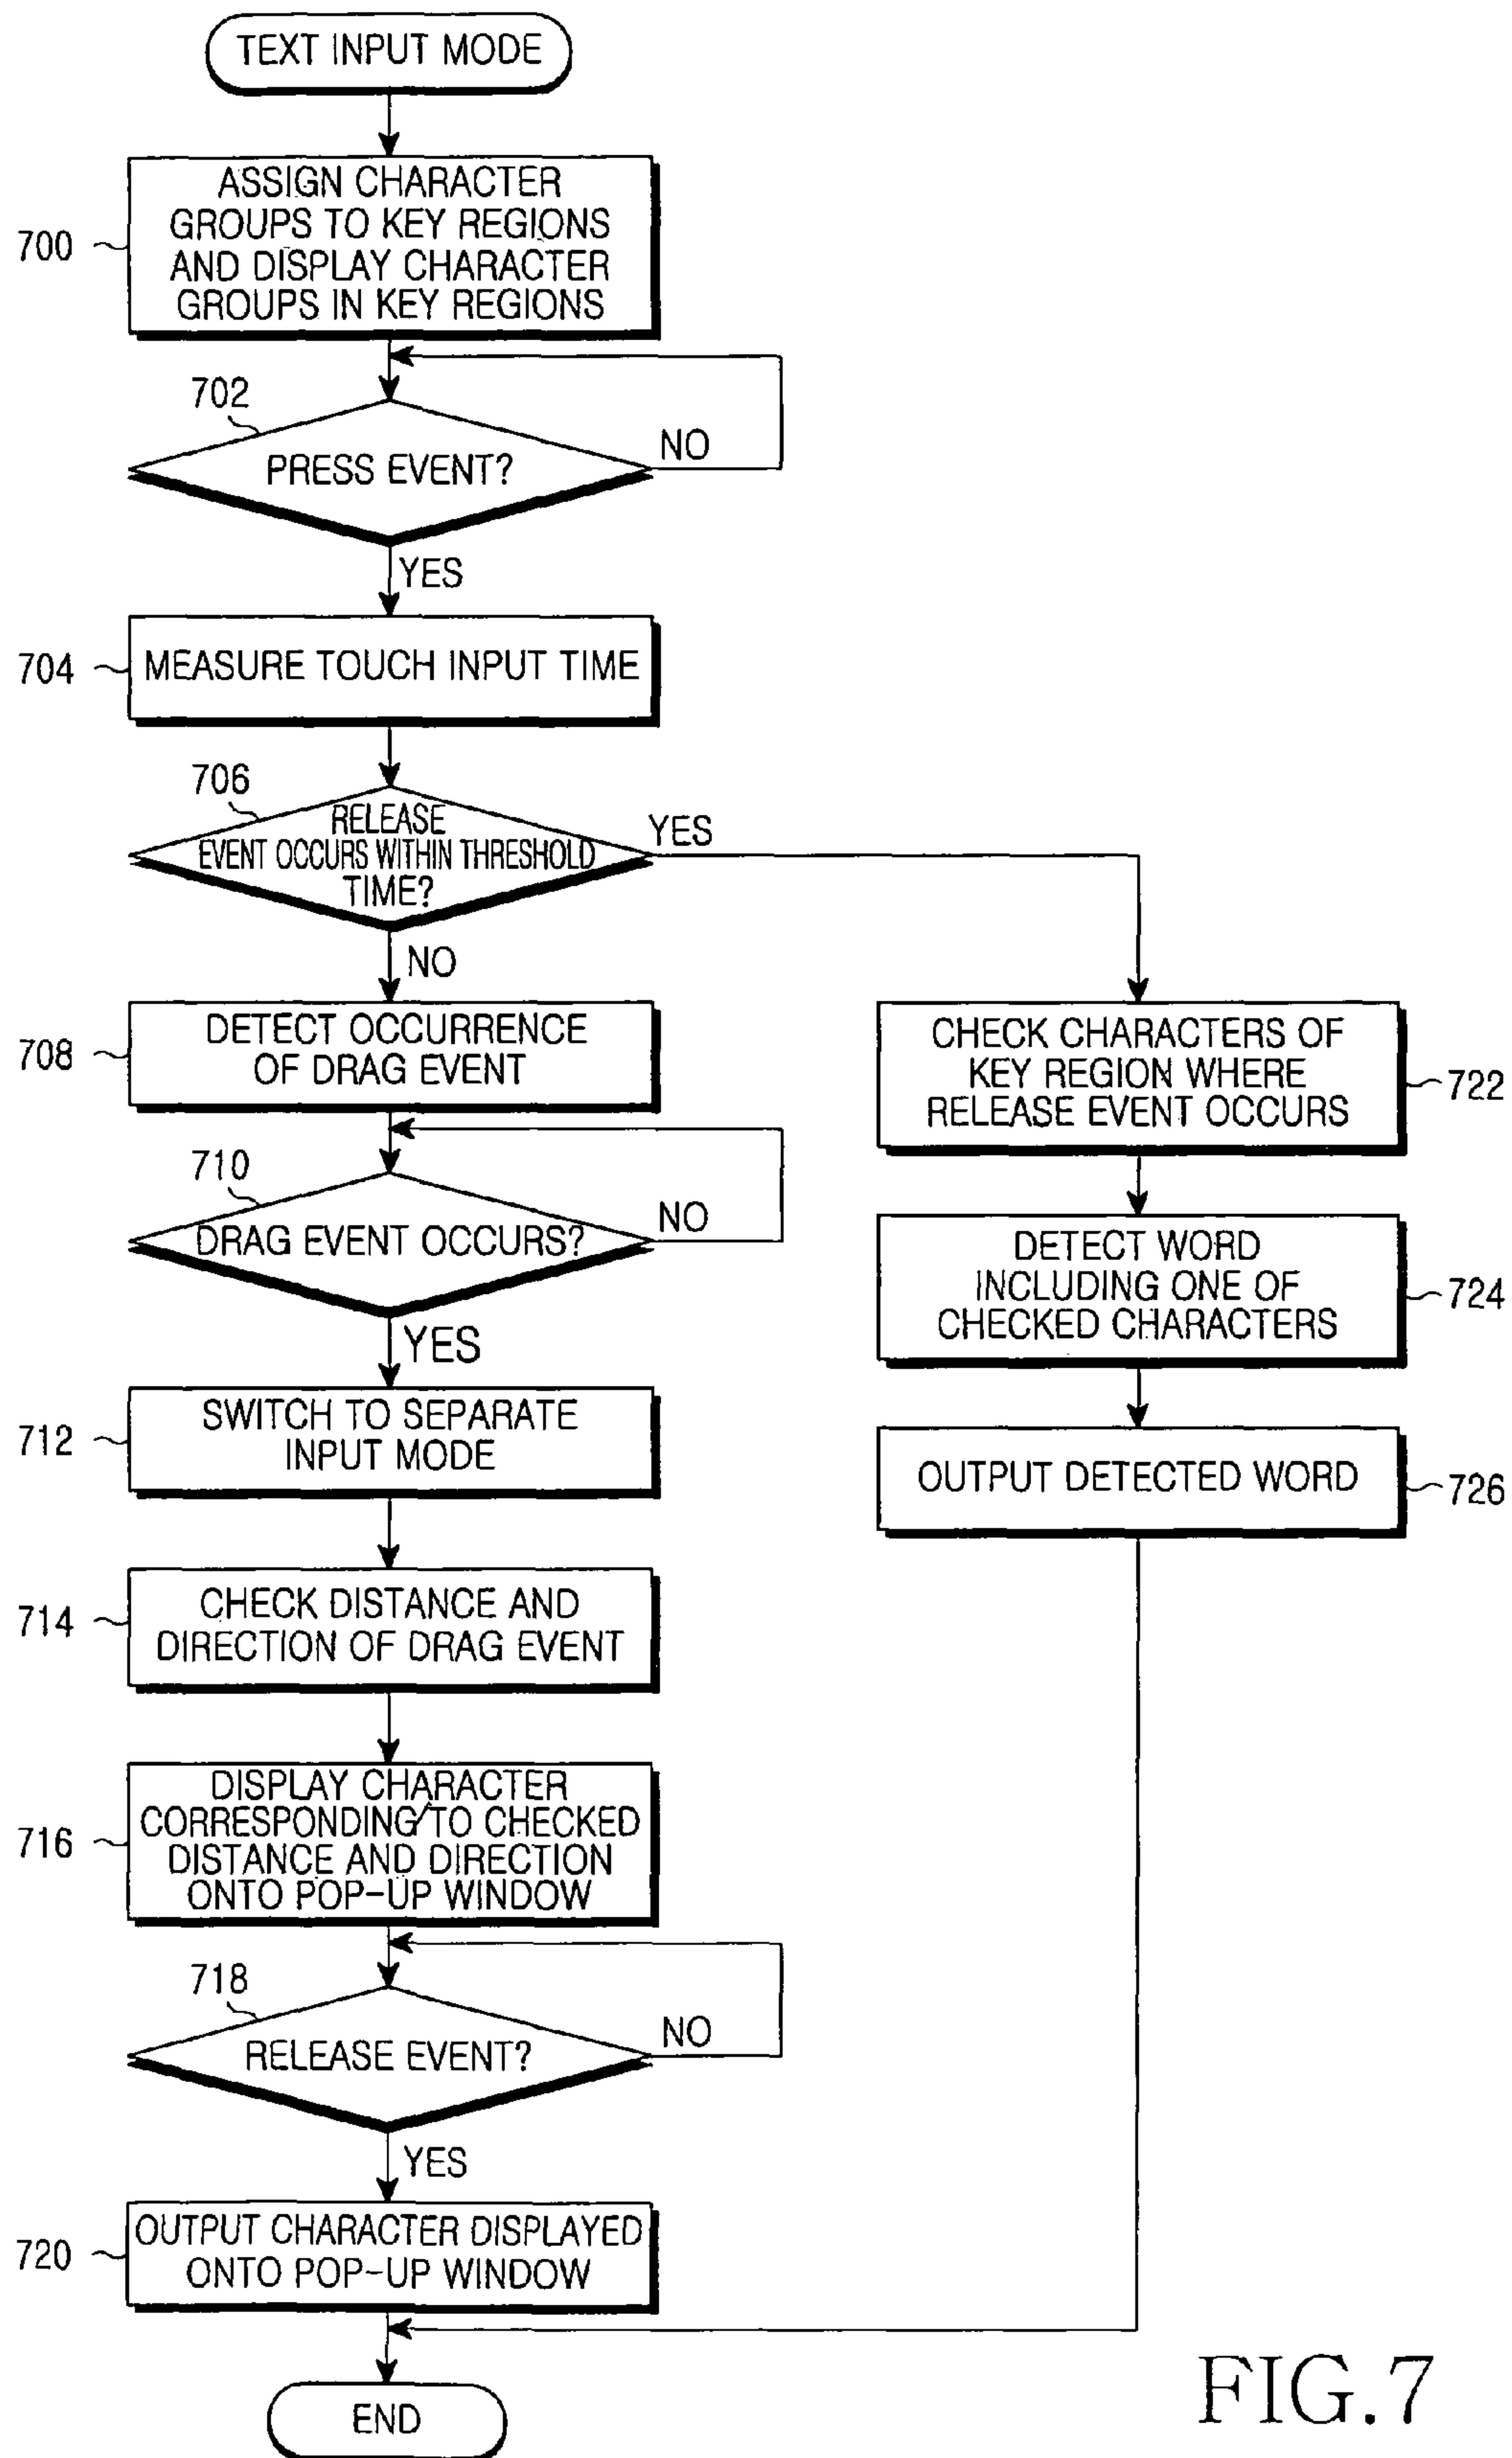 TEXT INPUT MODE
700
ASSIGN CHARACTER
GROUPS TO KEY REGIONS
AND DISPLAY CHARACTER
GROUPS IN KEY REGIONS
702
PRESS EVENT?
NO
YES
704
MEASURE TOUCH INPUT TIME
706
RELEASE
EVENT OCCURS WITHIN THRESHOLD
TIME?
YES
NO
708
DETECT OCCURRENCE
OF DRAG EVENT
710
DRAG EVENT OCCURS?
NO
YES
712
SWITCH TO SEPARATE
INPUT MODE
714
CHECK DISTANCE AND
DIRECTION OF DRAG EVENT
716
DISPLAY CHARACTER
CORRESPONDING TO CHECKED
DISTANCE AND DIRECTION
ONTO POP-UP WINDOW
718
RELEASE EVENT?
NO
YES
720
OUTPUT CHARACTER DISPLAYED
ONTO POP-UP WINDOW
CHECK CHARACTERS OF
KEY REGION WHERE
RELEASE EVENT OCCURS
722
DETECT WORD
INCLUDING ONE OF
CHECKED CHARACTERS
724
OUTPUT DETECTED WORD
726
END
FIG.7